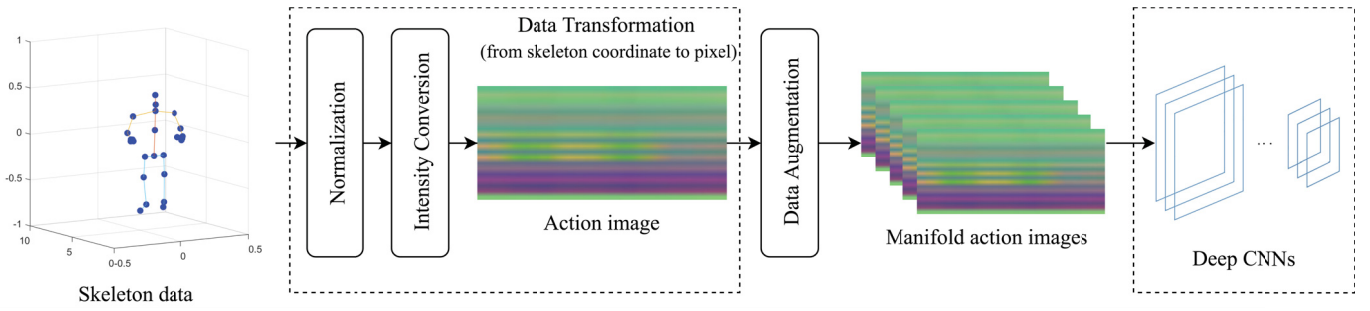 1
0.5
0
-0.5
-1
10
5
0-0.5
0
0.5
Skeleton data
Normalization
Intensity Conversion
Data Transformation
(from skeleton coordinate to pixel)
Action image
Data Augmentation
Manifold action images
...
Deep CNNs